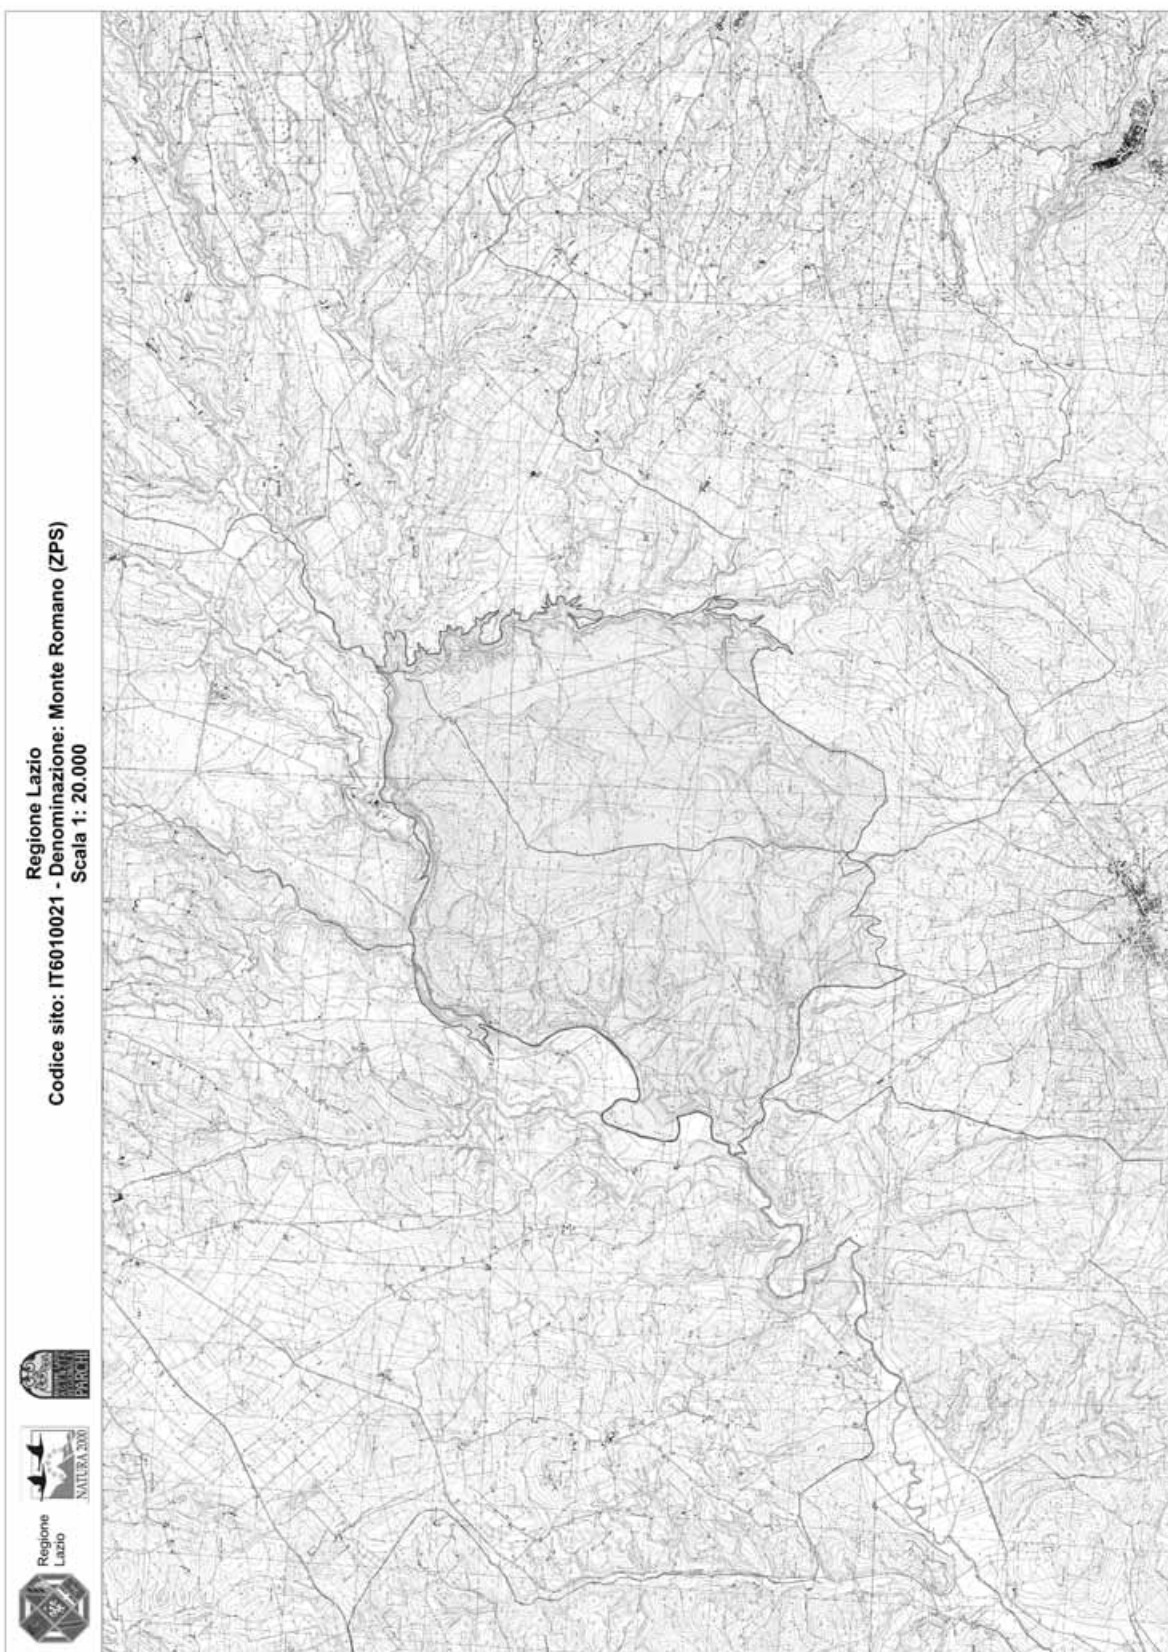 Regione Lazio
Codice sito: IT6010021 - Denominazione: Monte Romano (ZPS)
Scala 1: 20.000
Regione
Lazio
NATURA 2000
PARCHI